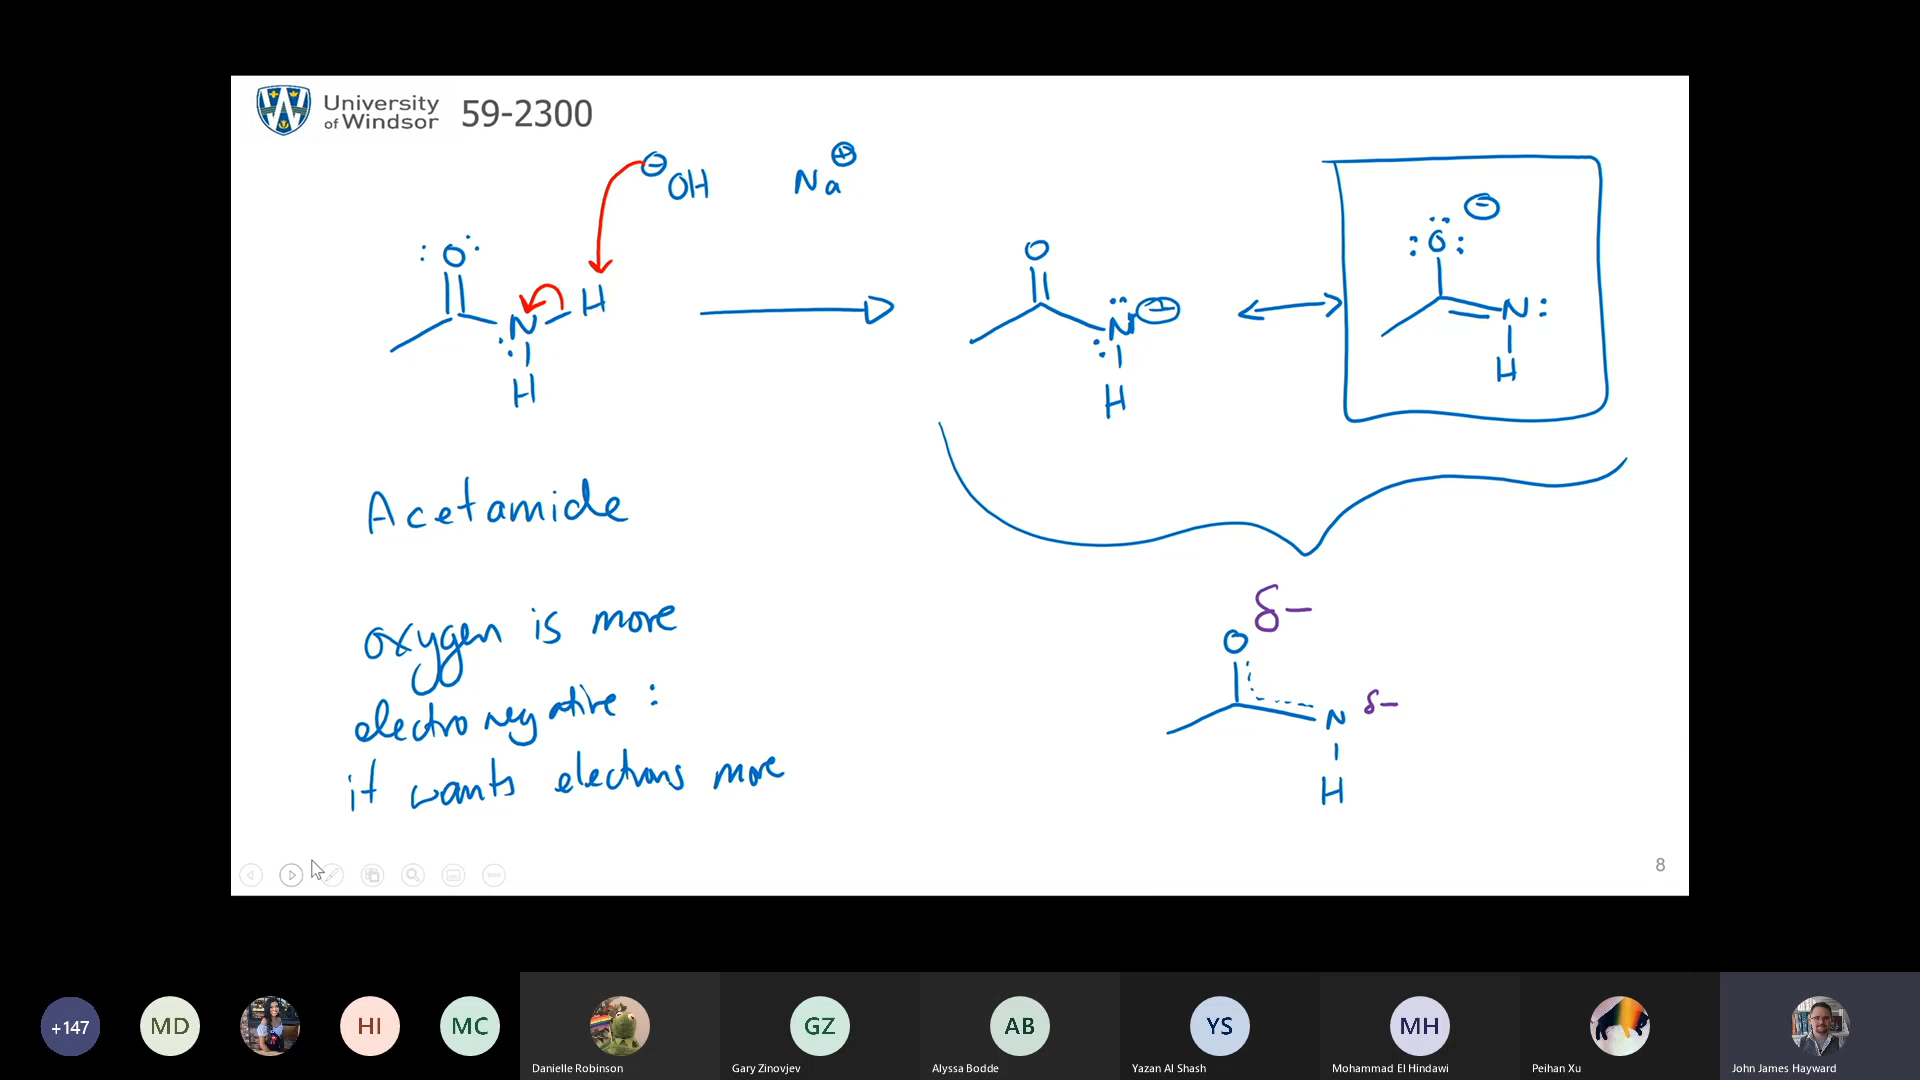 University
of Windsor
59-2300
⊖
OH
Na
⊕
:O:
N
H
H
O
N
⊖
H
⊖
:O:
N:
H
Acetamide
oxygen is more
electronegative :
it wants electrons more
δ-
O
N
δ-
H
8
+147
MD
HI
MC
GZ
AB
YS
MH
Danielle Robinson
Gary Zinovjev
Alyssa Bodde
Yazan Al Shash
Mohammad El Hindawi
Peihan Xu
John James Hayward